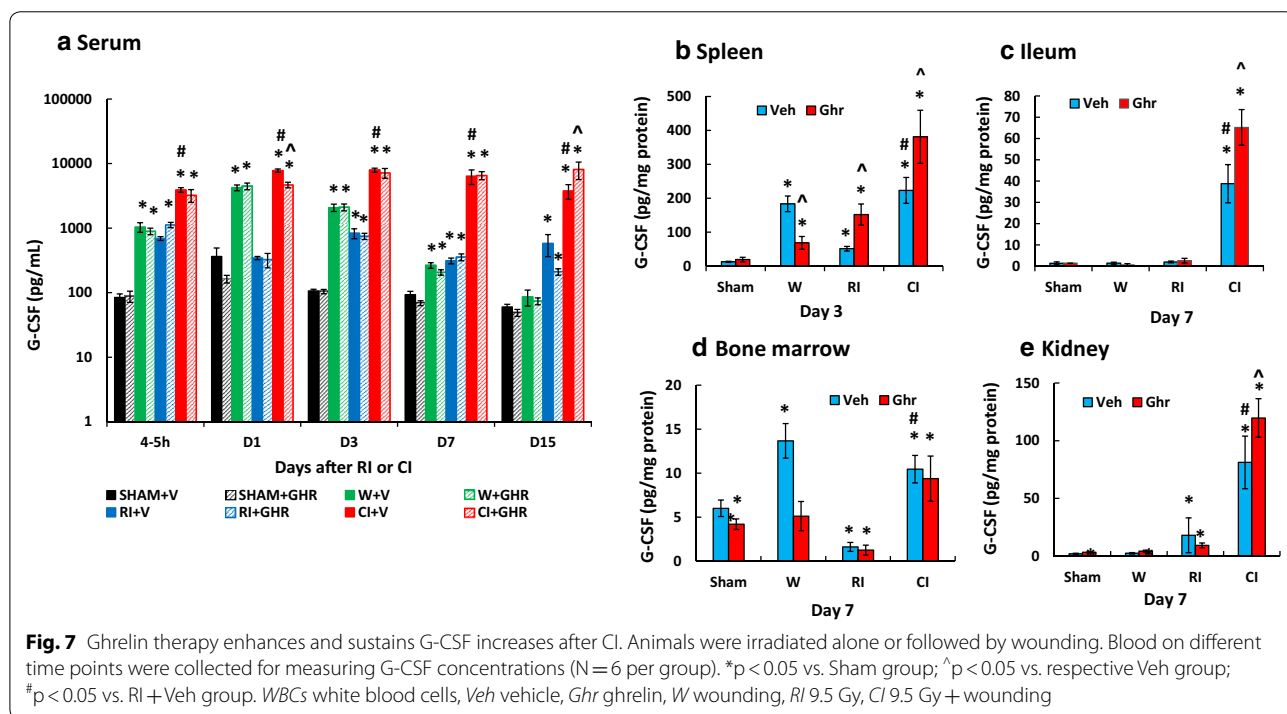 a Serum
G-CSF (pg/mL)
100000
10000
1000
100
10
1
# # # # ^
* * * * * * ^ * * * * * * * * * * * * * * * * * * # * *
4-5h D1 D3 D7 D15
Days after RI or CI
SHAM+V SHAM+GHR W+V W+GHR
RI+V RI+GHR CI+V CI+GHR
b Spleen
Veh Ghr
G-CSF (pg/mg protein)
500
400
300
200
100
0
* ^ * * ^ * # * ^ *
Sham W RI CI
Day 3
c Ileum
Veh Ghr
G-CSF (pg/mg protein)
80
70
60
50
40
30
20
10
0
# * ^ *
Sham W RI CI
Day 7
d Bone marrow
Veh Ghr
G-CSF (pg/mg protein)
20
15
10
5
0
* * * * * # * *
Sham W RI CI
Day 7
e Kidney
Veh Ghr
G-CSF (pg/mg protein)
150
100
50
0
* * * * # * ^ *
Sham W RI CI
Day 7
Fig. 7 Ghrelin therapy enhances and sustains G-CSF increases after CI. Animals were irradiated alone or followed by wounding. Blood on different
time points were collected for measuring G-CSF concentrations (N = 6 per group). *p < 0.05 vs. Sham group; ^p < 0.05 vs. respective Veh group;
#p < 0.05 vs. RI + Veh group. WBCs white blood cells, Veh vehicle, Ghr ghrelin, W wounding, RI 9.5 Gy, CI 9.5 Gy + wounding